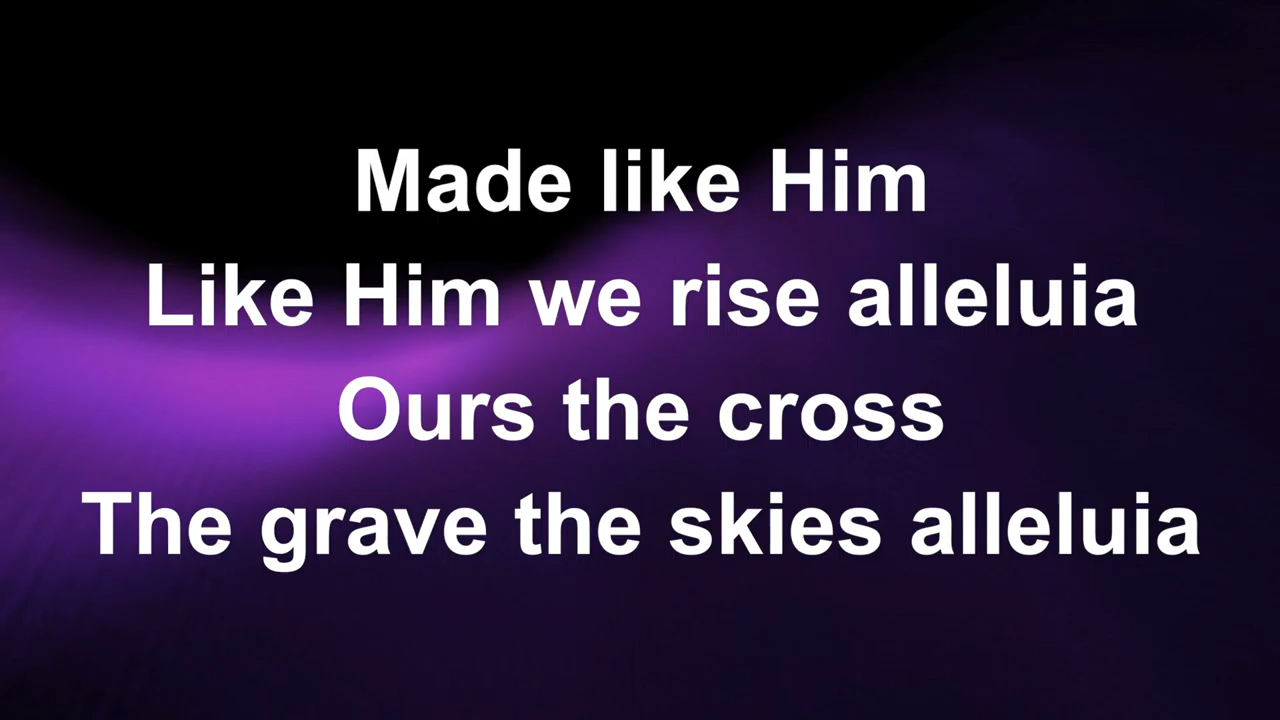 Made like Him
Like Him we rise alleluia
Ours the cross
The grave the skies alleluia